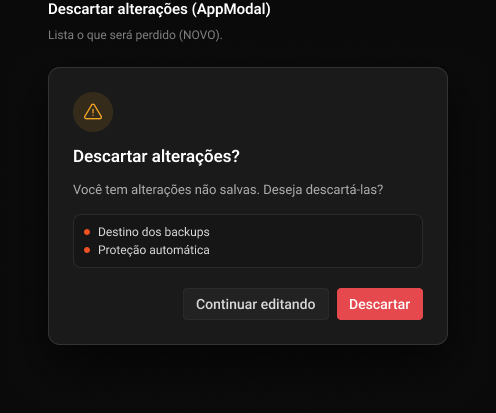 Descartar alterações (AppModal)
Lista o que será perdido (NOVO).
Descartar alterações?
Você tem alterações não salvas. Deseja descartá-las?
Destino dos backups
Proteção automática
Continuar editando
Descartar